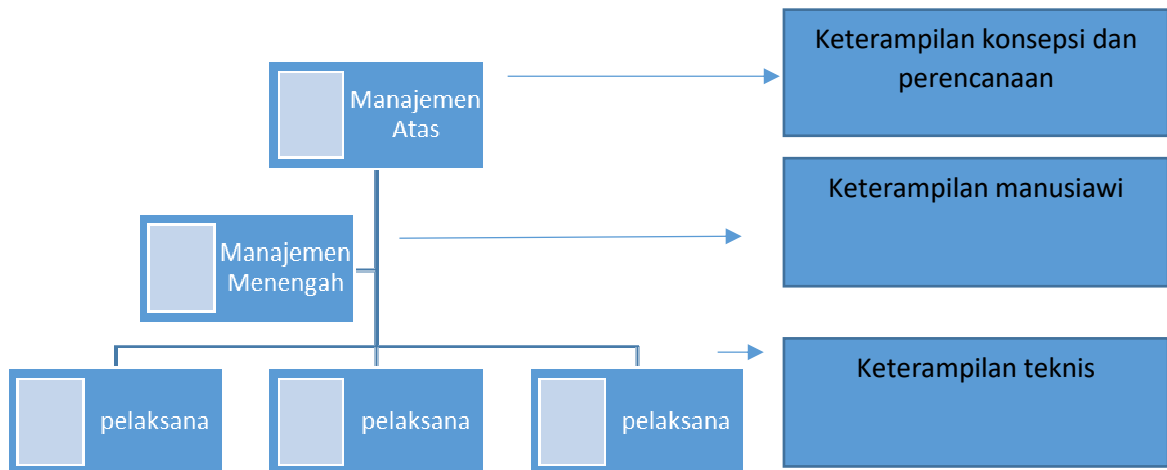 Keterampilan konsepsi dan
perencanaan
Manajemen
Atas
Keterampilan manusiawi
Manajemen
Menengah
Keterampilan teknis
pelaksana
pelaksana
pelaksana